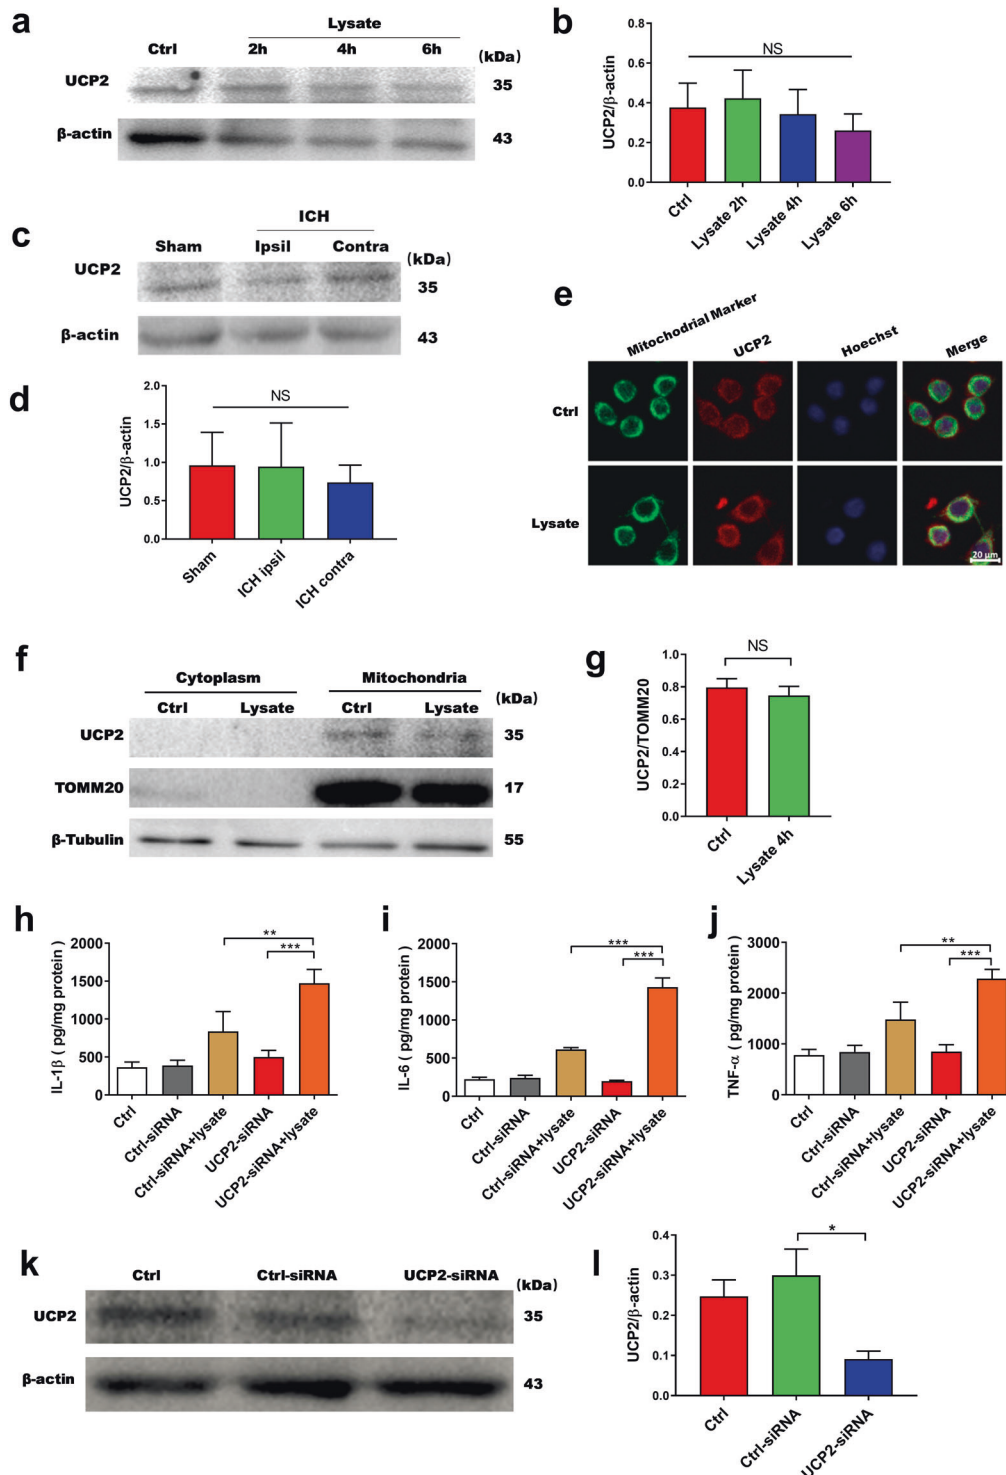 a
Lysate
Ctrl 2h 4h 6h (kDa)
UCP2 35
β-actin 43
b
UCP2/β-actin
0.8
0.6
0.4
0.2
0.0
NS
Ctrl
Lysate 2h
Lysate 4h
Lysate 6h
c
ICH
Sham Ipsil Contra (kDa)
UCP2 35
β-actin 43
d
UCP2/β-actin
2.0
1.5
1.0
0.5
0.0
NS
Sham
ICH ipsil
ICH contra
e
Mitochodrial Marker
UCP2
Hoechst
Merge
Ctrl
Lysate
20 μm
f
Cytoplasm Mitochondria (kDa)
Ctrl Lysate Ctrl Lysate
UCP2 35
TOMM20 17
β-Tubulin 55
g
UCP2/TOMM20
1.0
0.8
0.6
0.4
0.2
0.0
NS
Ctrl
Lysate 4h
h
IL-1β ( pg/mg protein )
2000
1500
1000
500
0
**
***
Ctrl
Ctrl-siRNA
Ctrl-siRNA+lysate
UCP2-siRNA
UCP2-siRNA+lysate
i
IL-6 ( pg/mg protein )
2000
1500
1000
500
0
***
***
Ctrl
Ctrl-siRNA
Ctrl-siRNA+lysate
UCP2-siRNA
UCP2-siRNA+lysate
j
TNF-α ( pg/mg protein )
3000
2000
1000
0
**
***
Ctrl
Ctrl-siRNA
Ctrl-siRNA+lysate
UCP2-siRNA
UCP2-siRNA+lysate
k
Ctrl Ctrl-siRNA UCP2-siRNA (kDa)
UCP2 35
β-actin 43
l
UCP2/β-actin
0.4
0.3
0.2
0.1
0.0
*
Ctrl
Ctrl-siRNA
UCP2-siRNA